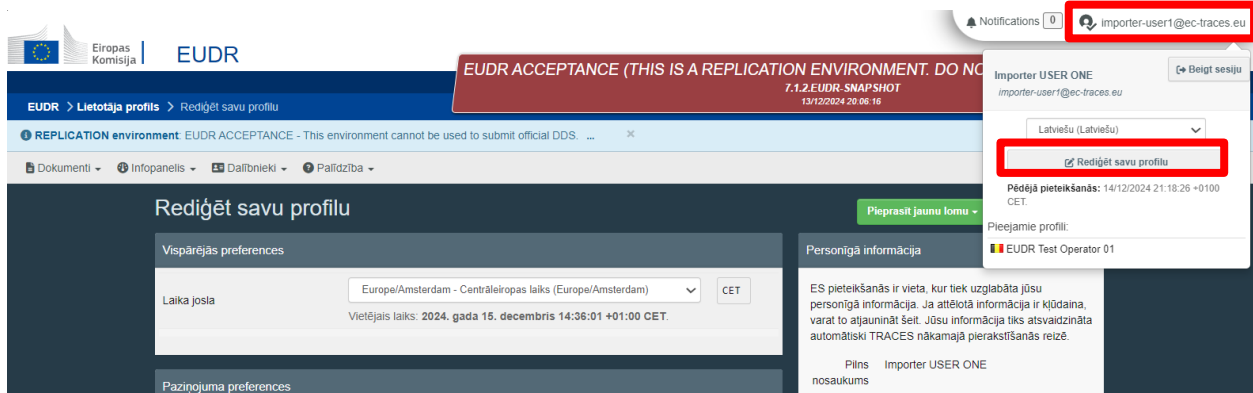 Notifications 0 importer-user1@ec-traces.eu
Eiropas
Komisija
EUDR
EUDR ACCEPTANCE (THIS IS A REPLICATION ENVIRONMENT. DO NO
7.1.2.EUDR-SNAPSHOT
13/12/2024 20:06:16
Importer USER ONE
Beigt sesiju
importer-user1@ec-traces.eu
EUDR > Lietotāja profils > Rediģēt savu profilu
REPLICATION environment: EUDR ACCEPTANCE - This environment cannot be used to submit official DDS. ... ×
Latviešu (Latviešu)
Rediģēt savu profilu
Dokumenti Infopanelis Dalībnieki Palīdzība
Pēdējā pieteikšanās: 14/12/2024 21:18:26 +0100
CET.
Pieejamie profili:
EUDR Test Operator 01
Rediģēt savu profilu
Pieprasīt jaunu lomu
Vispārējās preferences
Laika josla
Europe/Amsterdam - Centrāleiropas laiks (Europe/Amsterdam)
CET
Vietējais laiks: 2024. gada 15. decembris 14:36:01 +01:00 CET.
Paziņojuma preferences
Personīgā informācija
ES pieteikšanās ir vieta, kur tiek uzglabāta jūsu
personīgā informācija. Ja attēlotā informācija ir kļūdaina,
varat to atjaunināt šeit. Jūsu informācija tiks atsvaidzināta
automātiski TRACES nākamajā pierakstīšanās reizē.
Pilns Importer USER ONE
nosaukums